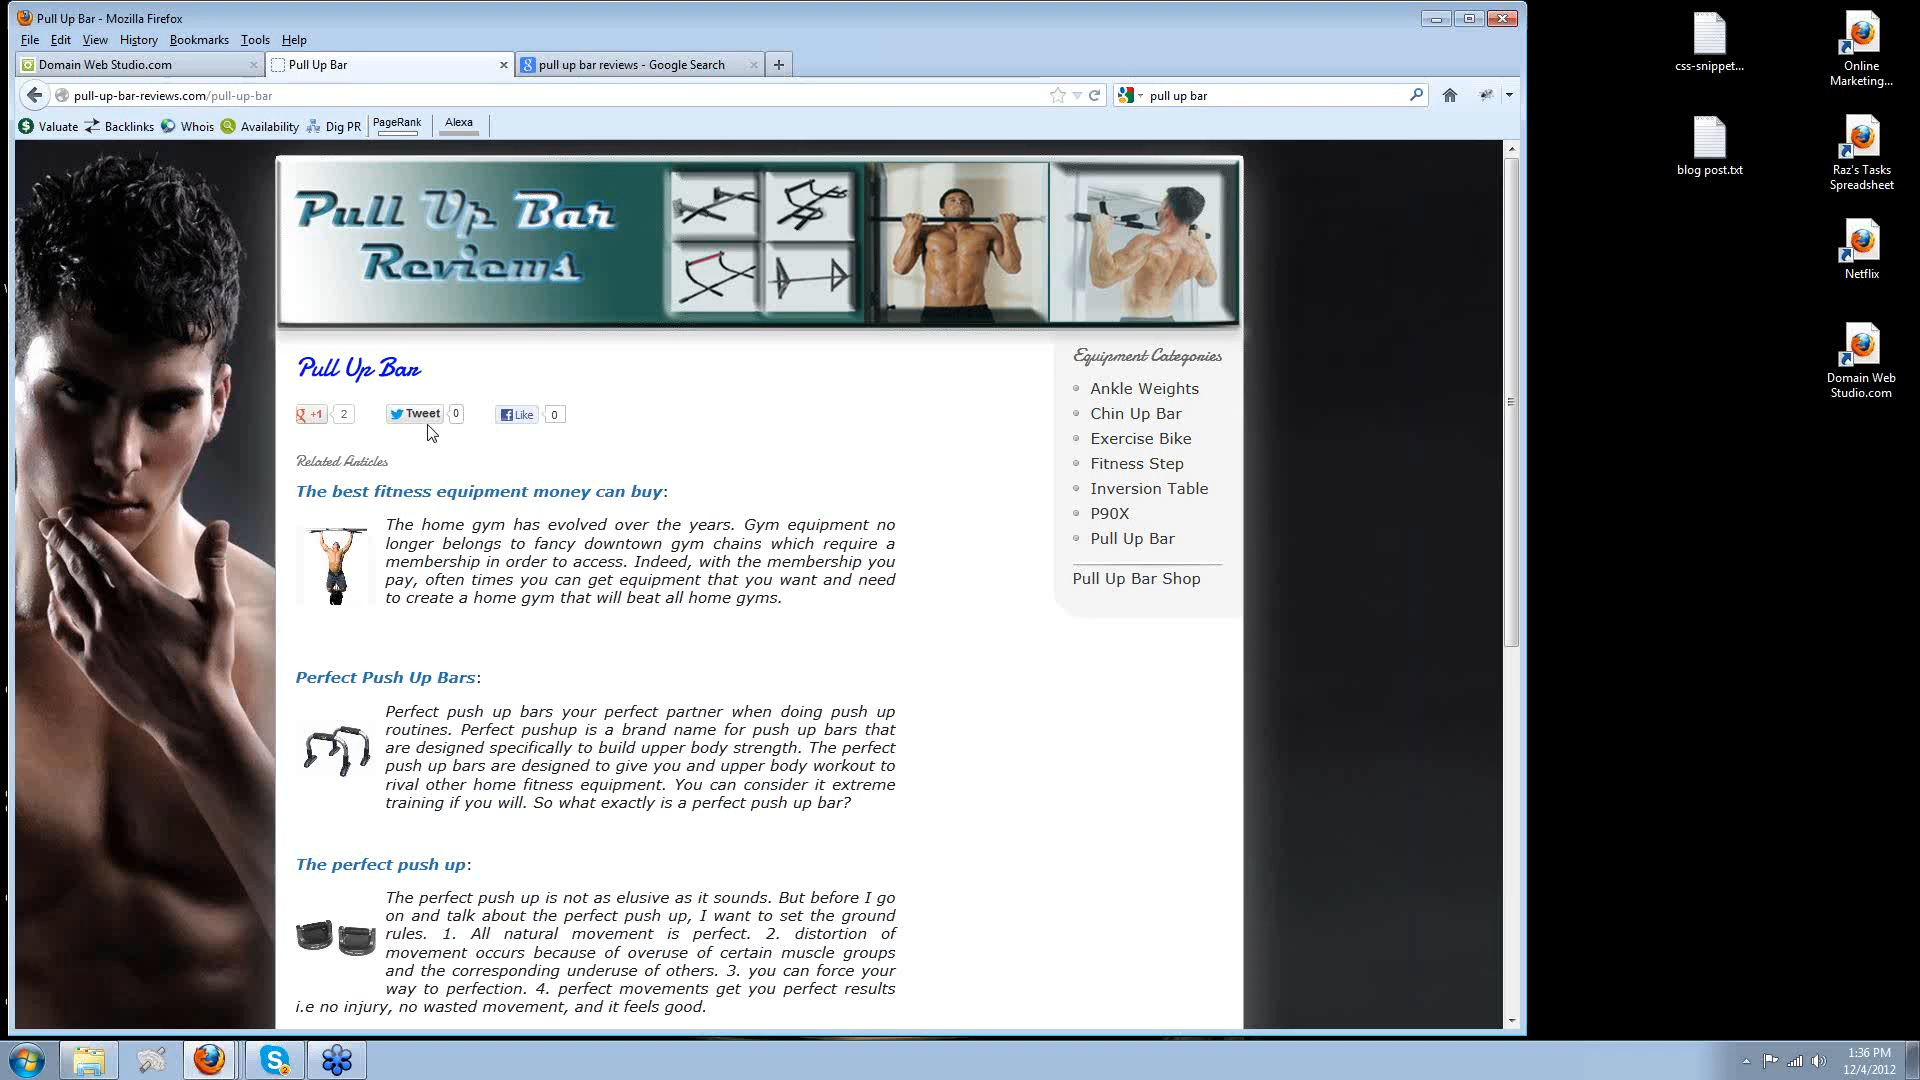 Pull Up Bar - Mozilla Firefox
File Edit View History Bookmarks Tools Help
Domain Web Studio.com
Pull Up Bar
pull up bar reviews - Google Search
pull-up-bar-reviews.com/pull-up-bar
pull up bar
Valuate Backlinks Whois Availability Dig PR PageRank Alexa
Pull Up Bar
Reviews
Pull Up Bar
+1 2 Tweet 0 Like 0
Related Articles
The best fitness equipment money can buy:
The home gym has evolved over the years. Gym equipment no
longer belongs to fancy downtown gym chains which require a
membership in order to access. Indeed, with the membership you
pay, often times you can get equipment that you want and need
to create a home gym that will beat all home gyms.
Perfect Push Up Bars:
Perfect push up bars your perfect partner when doing push up
routines. Perfect pushup is a brand name for push up bars that
are designed specifically to build upper body strength. The perfect
push up bars are designed to give you and upper body workout to
rival other home fitness equipment. You can consider it extreme
training if you will. So what exactly is a perfect push up bar?
The perfect push up:
The perfect push up is not as elusive as it sounds. But before I go
on and talk about the perfect push up, I want to set the ground
rules. 1. All natural movement is perfect. 2. distortion of
movement occurs because of overuse of certain muscle groups
and the corresponding underuse of others. 3. you can force your
way to perfection. 4. perfect movements get you perfect results
i.e no injury, no wasted movement, and it feels good.
Equipment Categories
Ankle Weights
Chin Up Bar
Exercise Bike
Fitness Step
Inversion Table
P90X
Pull Up Bar
Pull Up Bar Shop
css-snippet...
blog post.txt
Online
Marketing...
Raz's Tasks
Spreadsheet
Netflix
Domain Web
Studio.com
1:36 PM
12/4/2012